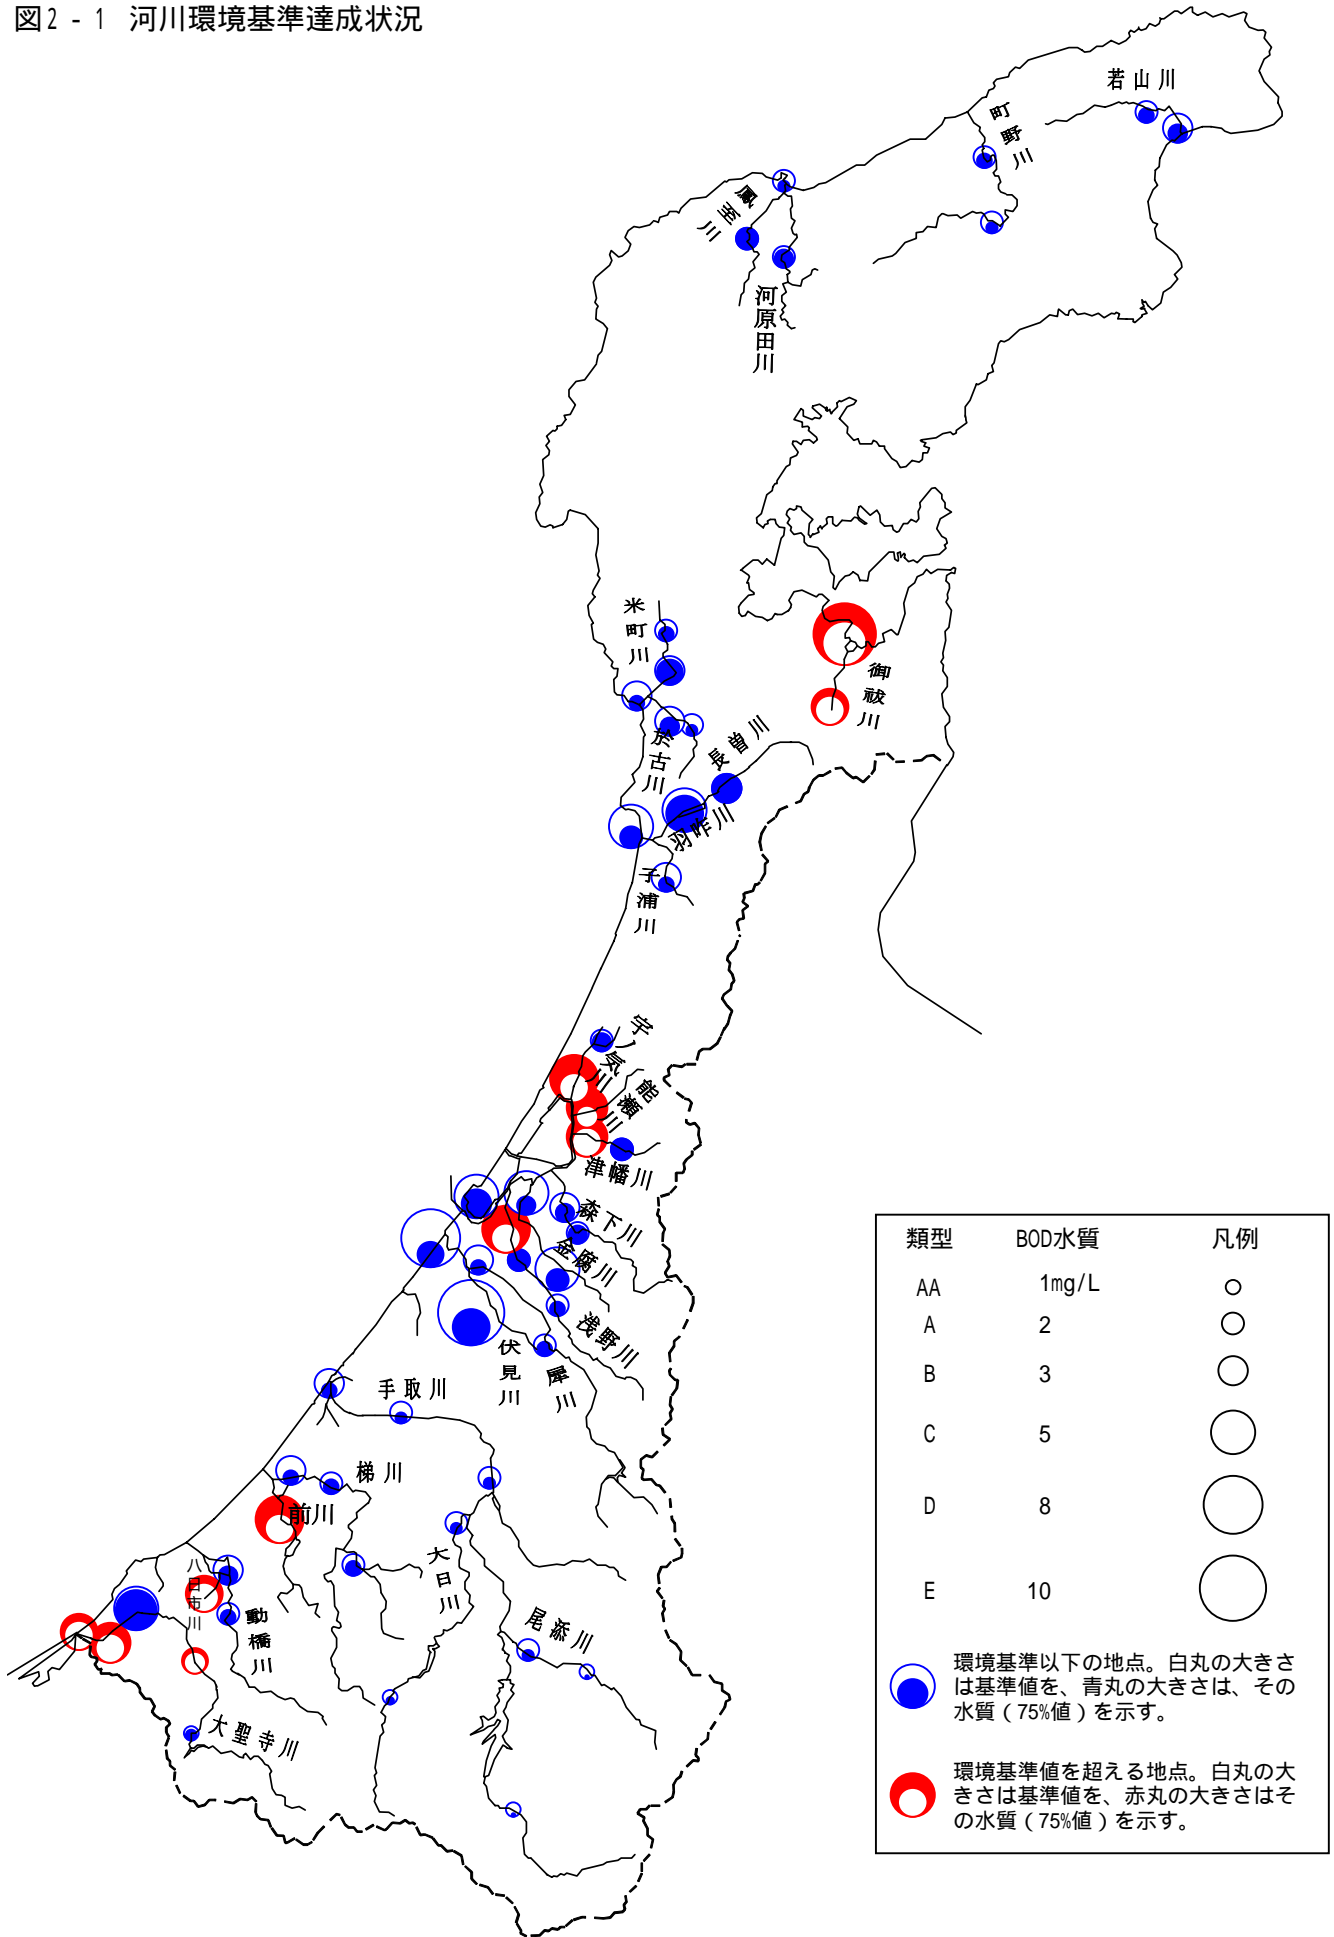 図2-1 河川環境基準達成状況
若山川
町野川
鳳至川
河原田川
米町川
御祓川
於古川
長曽川
羽咋川
子浦川
宇ノ気川
能瀬川
津幡川
森下川
金腐川
浅野川
犀川
伏見川
手取川
梯川
前川
大日川
八日市川
動橋川
尾添川
大聖寺川
類型 BOD水質 凡例
AA 1mg/L
A 2
B 3
C 5
D 8
E 10
環境基準以下の地点。白丸の大きさ
は基準値を、青丸の大きさは、その
水質(75%値)を示す。
環境基準値を超える地点。白丸の大
きさは基準値を、赤丸の大きさはそ
の水質(75%値)を示す。